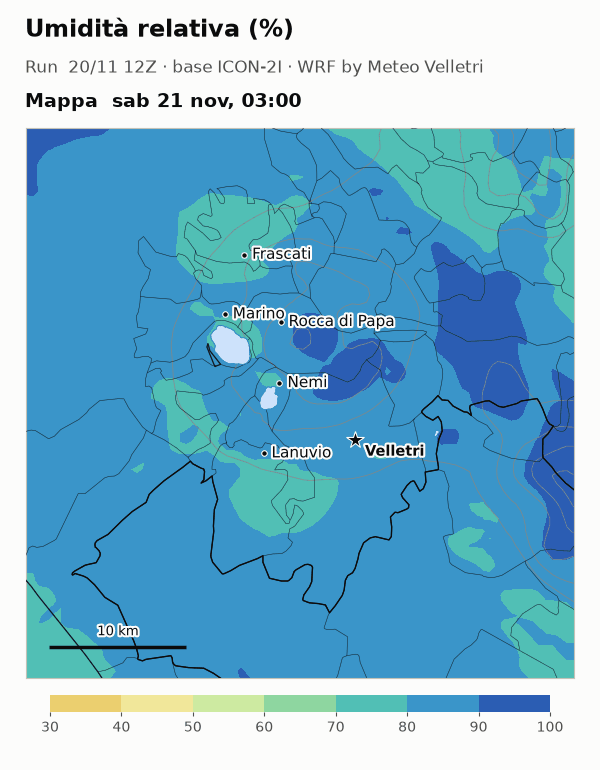 Umidità relativa (%)
Run  20/11 12Z · base ICON-2I · WRF by Meteo Velletri
Mappa  sab 21 nov, 03:00
Frascati
Marino
Rocca di Papa
Nemi
Velletri
Lanuvio
10 km
30 40 50 60 70 80 90 100